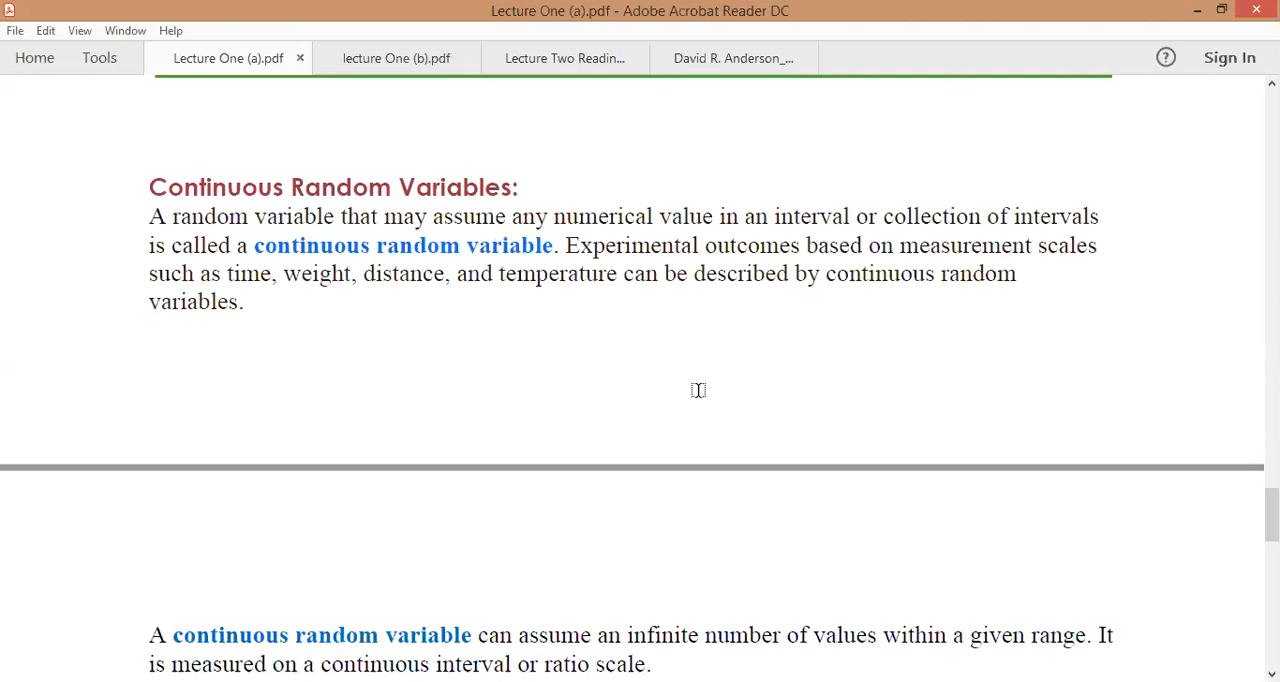 Lecture One (a).pdf - Adobe Acrobat Reader DC
File Edit View Window Help
Home Tools Lecture One (a).pdf × lecture One (b).pdf Lecture Two Readin... David R. Anderson_... ? Sign In
Continuous Random Variables:
A random variable that may assume any numerical value in an interval or collection of intervals
is called a continuous random variable. Experimental outcomes based on measurement scales
such as time, weight, distance, and temperature can be described by continuous random
variables.
A continuous random variable can assume an infinite number of values within a given range. It
is measured on a continuous interval or ratio scale.